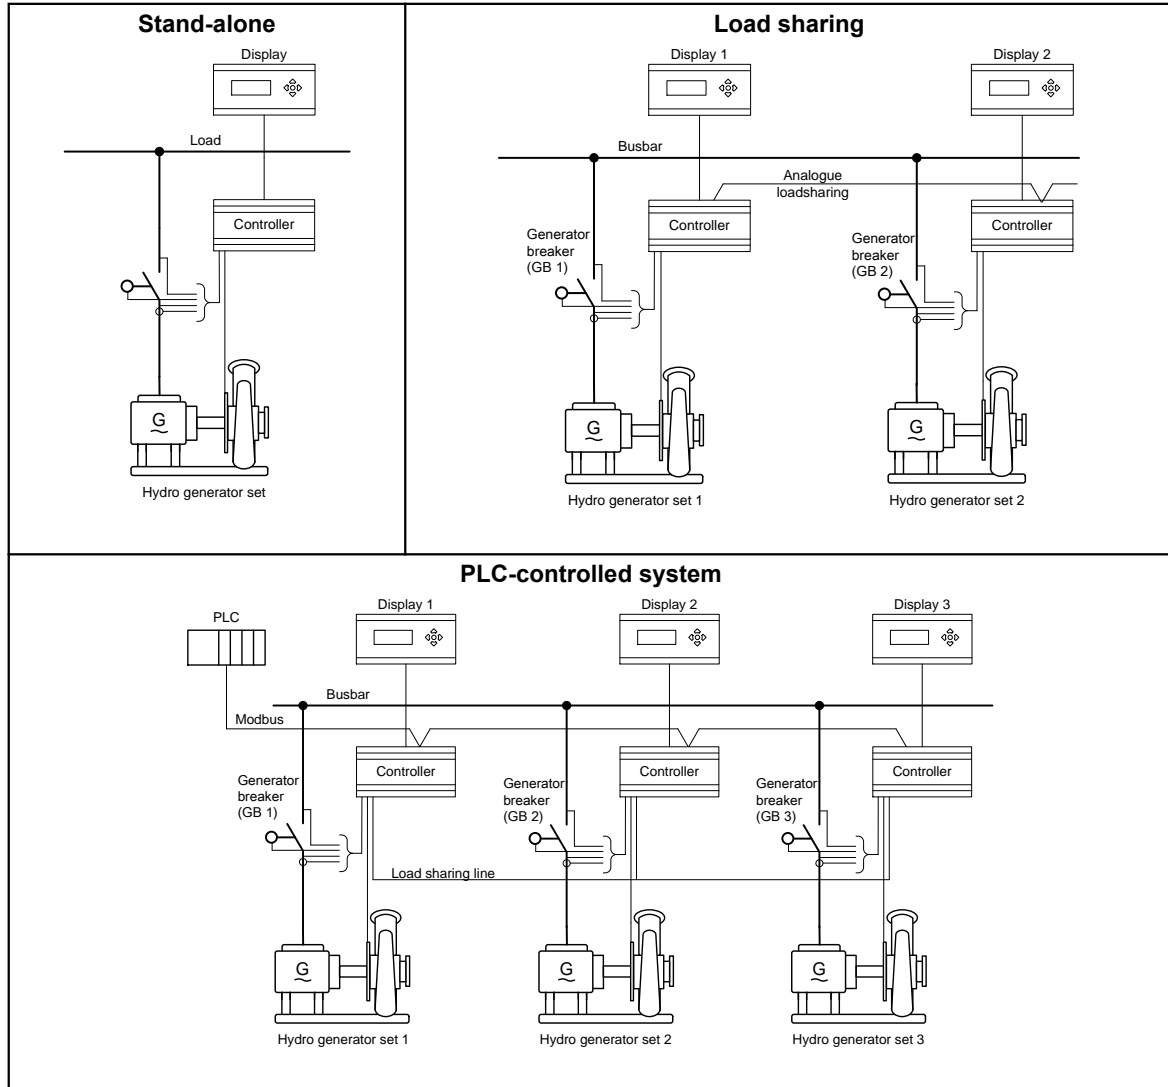 Stand-alone
Display
Load
Controller
G
Hydro generator set
Load sharing
Display 1
Display 2
Busbar
Analogue
loadsharing
Controller
Controller
Generator
breaker
(GB 1)
Generator
breaker
(GB 2)
G
G
Hydro generator set 1
Hydro generator set 2
PLC-controlled system
PLC
Display 1
Display 2
Display 3
Busbar
Modbus
Controller
Controller
Controller
Generator
breaker
(GB 1)
Generator
breaker
(GB 2)
Generator
breaker
(GB 3)
Load sharing line
G
G
G
Hydro generator set 1
Hydro generator set 2
Hydro generator set 3